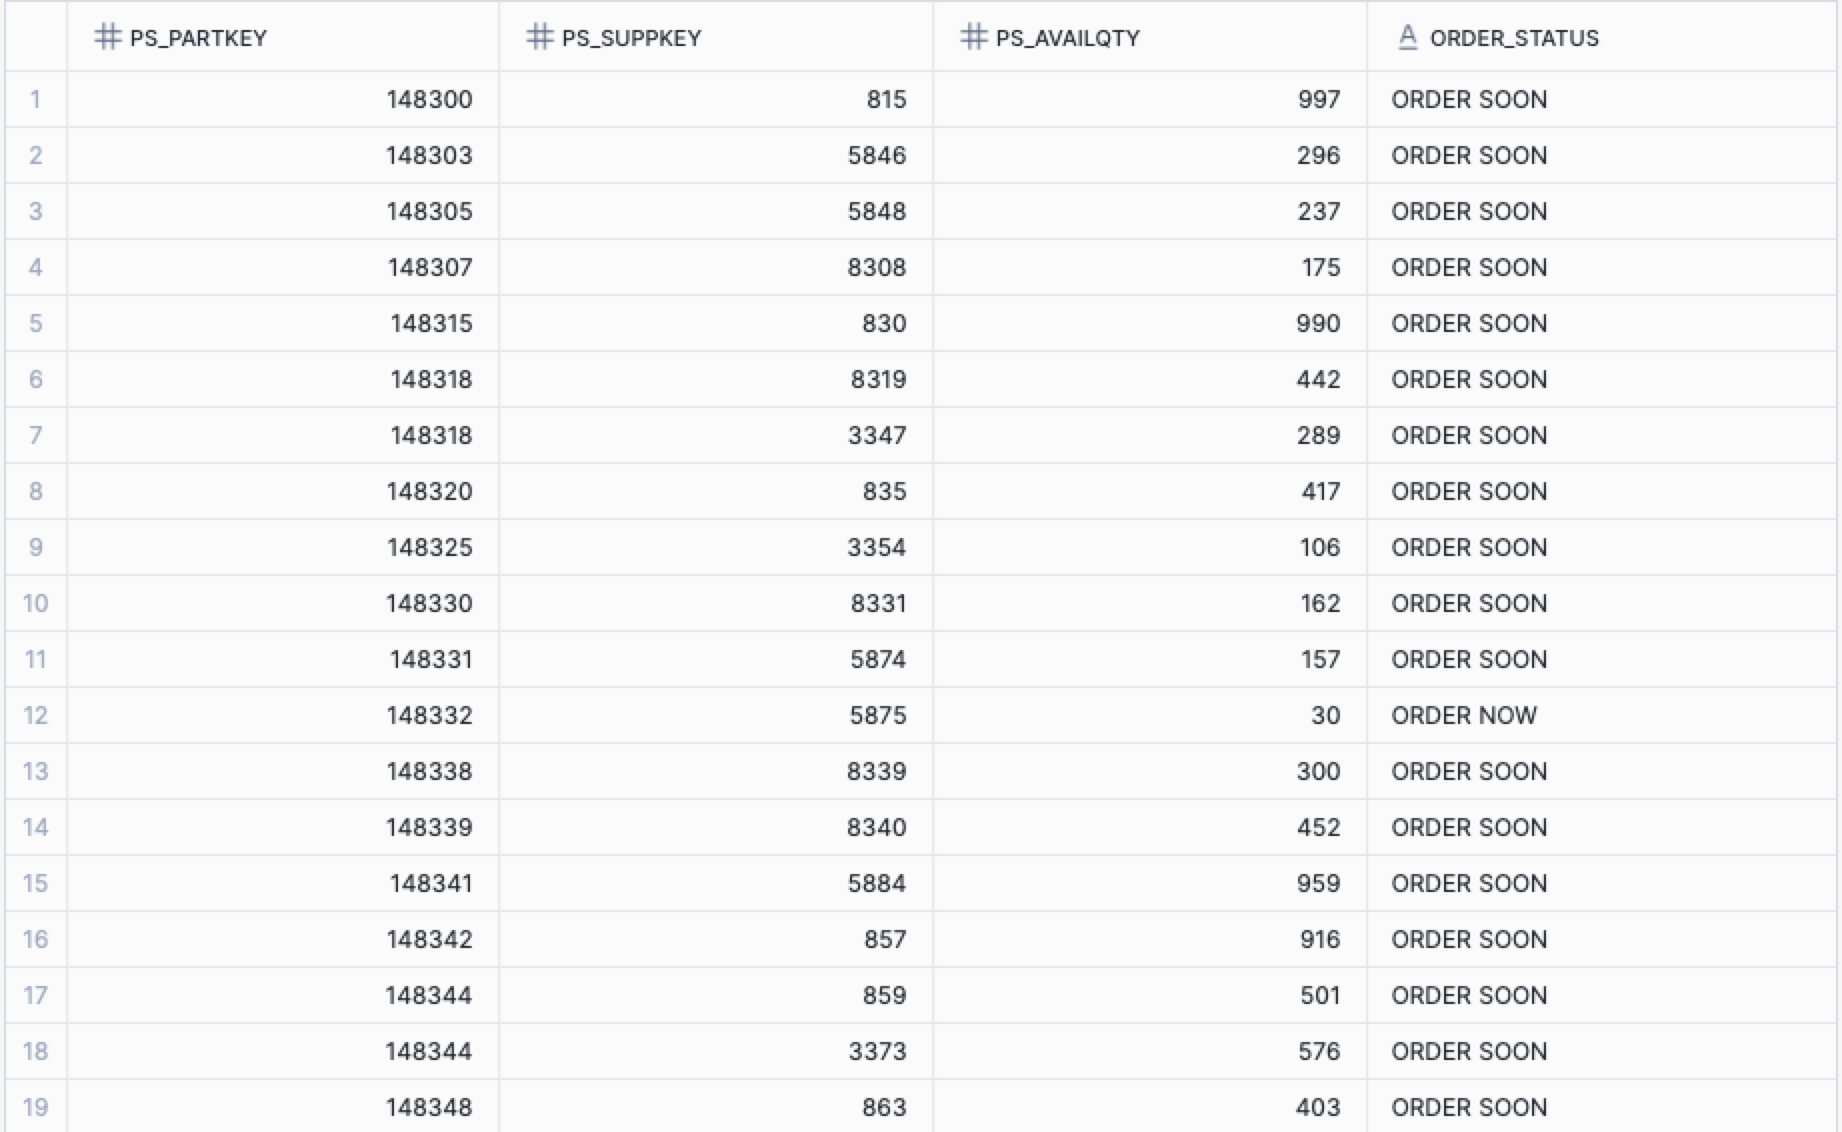 PS_PARTKEY PS_SUPPKEY PS_AVAILQTY A ORDER_STATUS
1 148300 815 997 ORDER SOON
2 148303 5846 296 ORDER SOON
3 148305 5848 237 ORDER SOON
4 148307 8308 175 ORDER SOON
5 148315 830 990 ORDER SOON
6 148318 8319 442 ORDER SOON
7 148318 3347 289 ORDER SOON
8 148320 835 417 ORDER SOON
9 148325 3354 106 ORDER SOON
10 148330 8331 162 ORDER SOON
11 148331 5874 157 ORDER SOON
12 148332 5875 30 ORDER NOW
13 148338 8339 300 ORDER SOON
14 148339 8340 452 ORDER SOON
15 148341 5884 959 ORDER SOON
16 148342 857 916 ORDER SOON
17 148344 859 501 ORDER SOON
18 148344 3373 576 ORDER SOON
19 148348 863 403 ORDER SOON